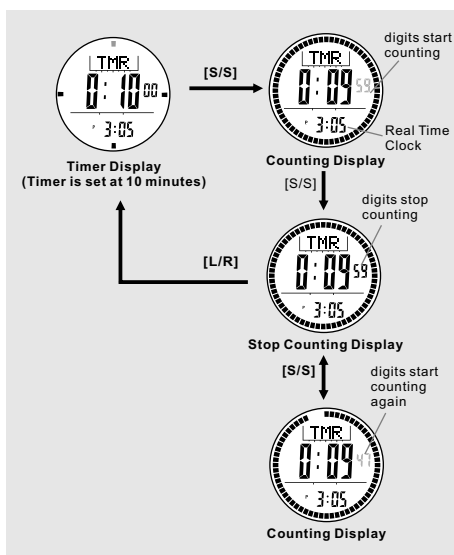 TMR
0:10 00
P 3:05
Timer Display
(Timer is set at 10 minutes)
[S/S]
TMR
0:09 59
P 3:05
digits start
counting
Real Time
Clock
Counting Display
[S/S]
TMR
0:09 59
P 3:05
digits stop
counting
[L/R]
Stop Counting Display
[S/S]
TMR
0:09 47
P 3:05
digits start
counting
again
Counting Display